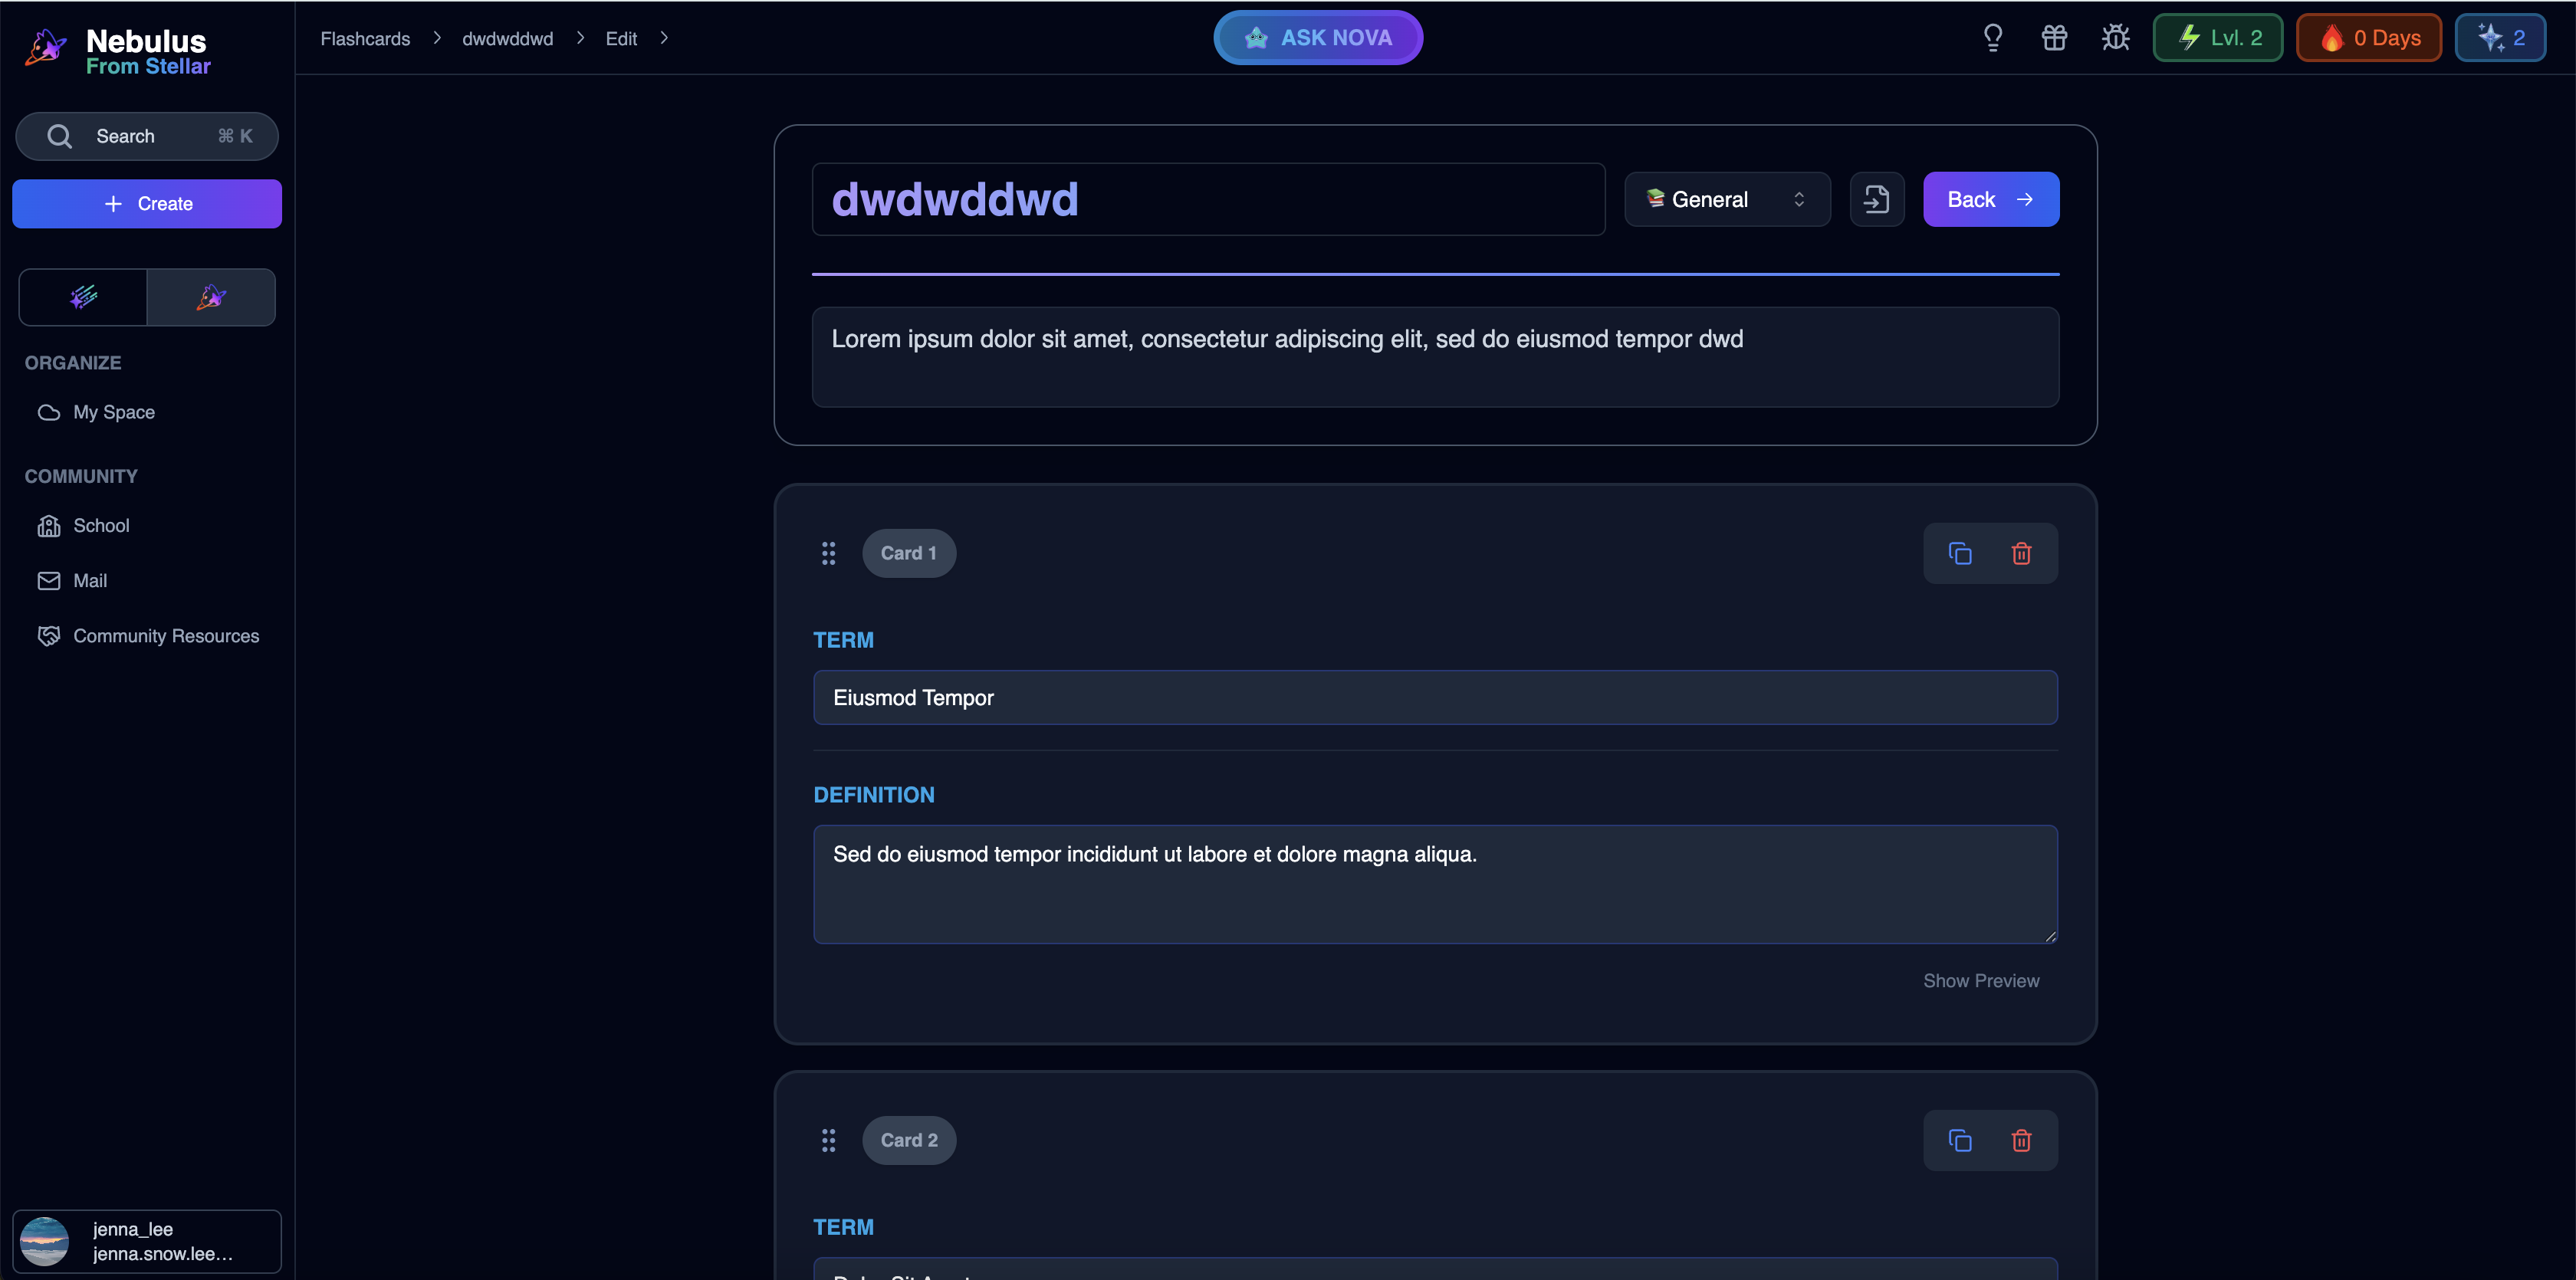 Nebulus
From Stellar
Search ⌘ K
+ Create
ORGANIZE
My Space
COMMUNITY
School
Mail
Community Resources
jenna_lee
jenna.snow.lee...
Flashcards > dwdwddwd > Edit >
ASK NOVA
Lvl. 2
0 Days
2
dwdwddwd
General
Back →
Lorem ipsum dolor sit amet, consectetur adipiscing elit, sed do eiusmod tempor dwd
Card 1
TERM
Eiusmod Tempor
DEFINITION
Sed do eiusmod tempor incididunt ut labore et dolore magna aliqua.
Show Preview
Card 2
TERM